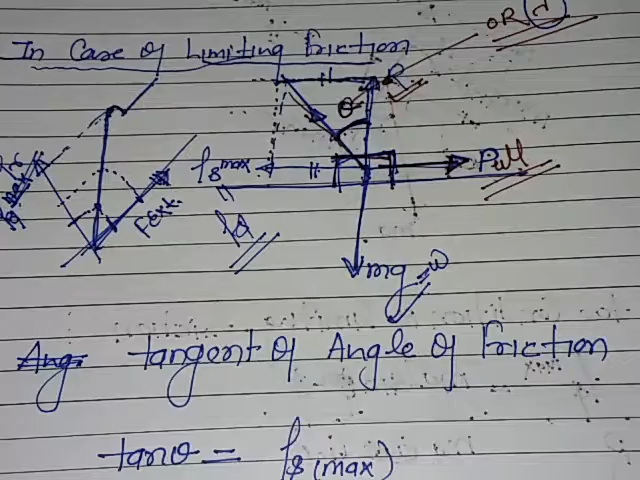 OR
In Case of Limiting friction
R
θ
fs max
Pull
Fext.
mg = w
Ang. tangent of Angle of friction
tanθ = fs(max)